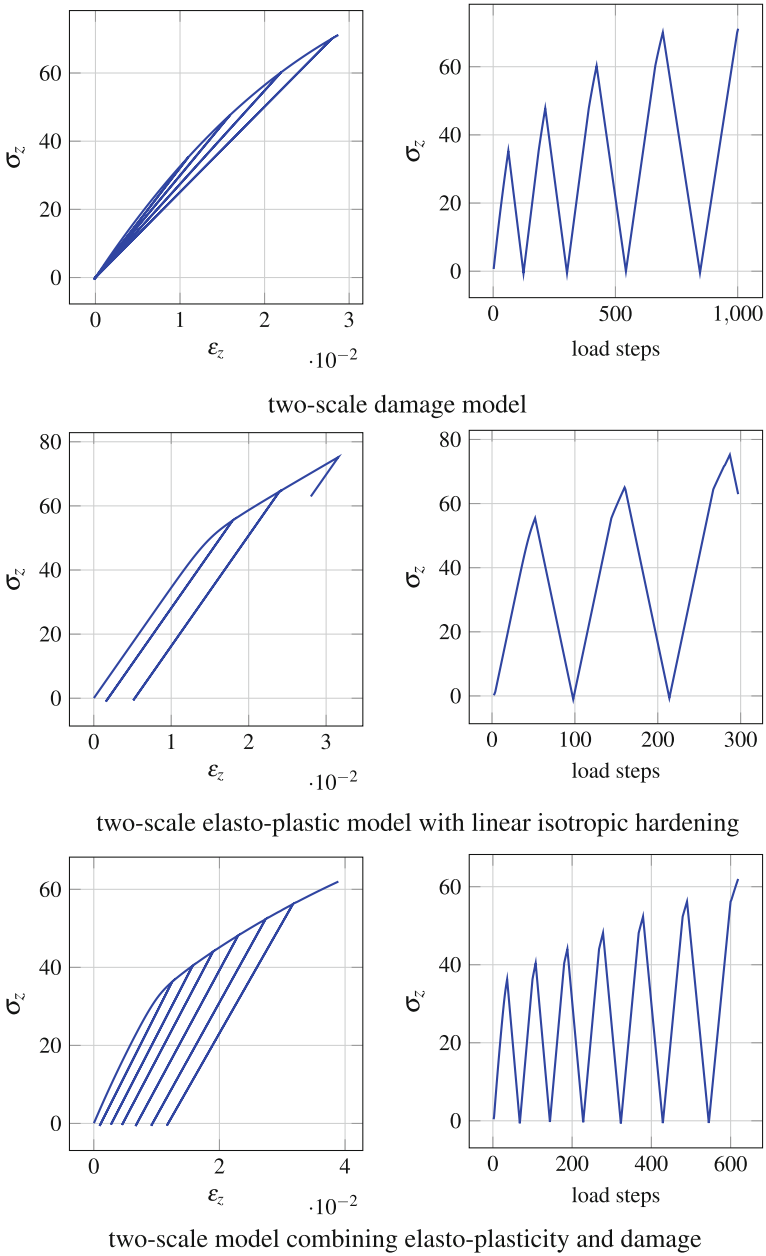 60
40
20
0
σz
0 1 2 3
εz
·10−2
60
40
20
0
σz
0 500 1,000
load steps
two-scale damage model
80
60
40
20
0
σz
0 1 2 3
εz
·10−2
80
60
40
20
0
σz
0 100 200 300
load steps
two-scale elasto-plastic model with linear isotropic hardening
60
40
20
0
σz
0 2 4
εz
·10−2
60
40
20
0
σz
0 200 400 600
load steps
two-scale model combining elasto-plasticity and damage